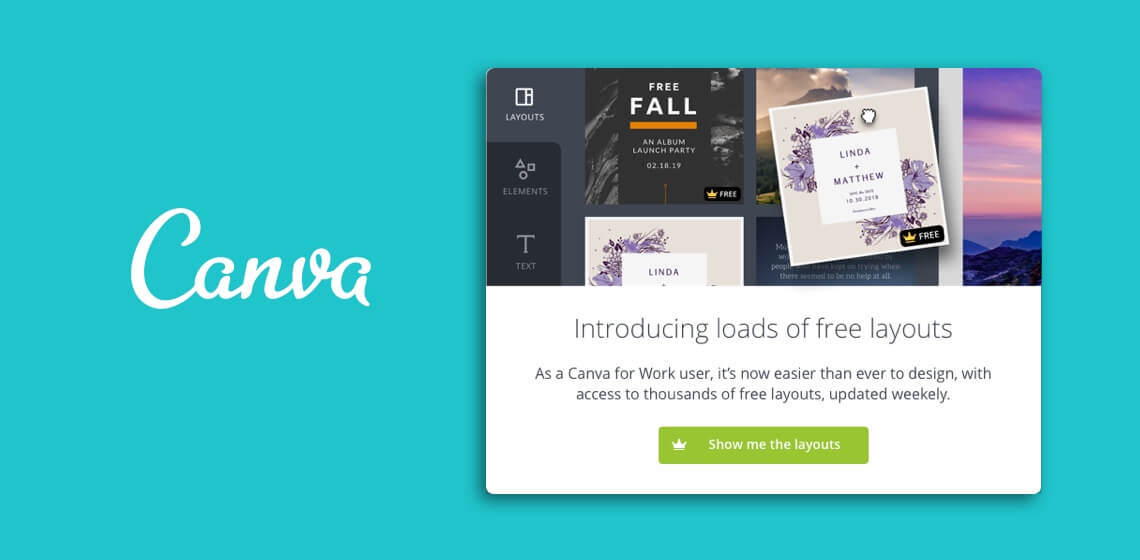 Canva
LAYOUTS
ELEMENTS
TEXT
FREE
FALL
AN ALBUM
LAUNCH PARTY
02.18.19
FREE
LINDA
+
MATTHEW
10.30.2018
FREE
LINDA
people
have kept on trying when
there seemed to be no help at all.
Introducing loads of free layouts
As a Canva for Work user, it’s now easier than ever to design, with
access to thousands of free layouts, updated weekely.
Show me the layouts